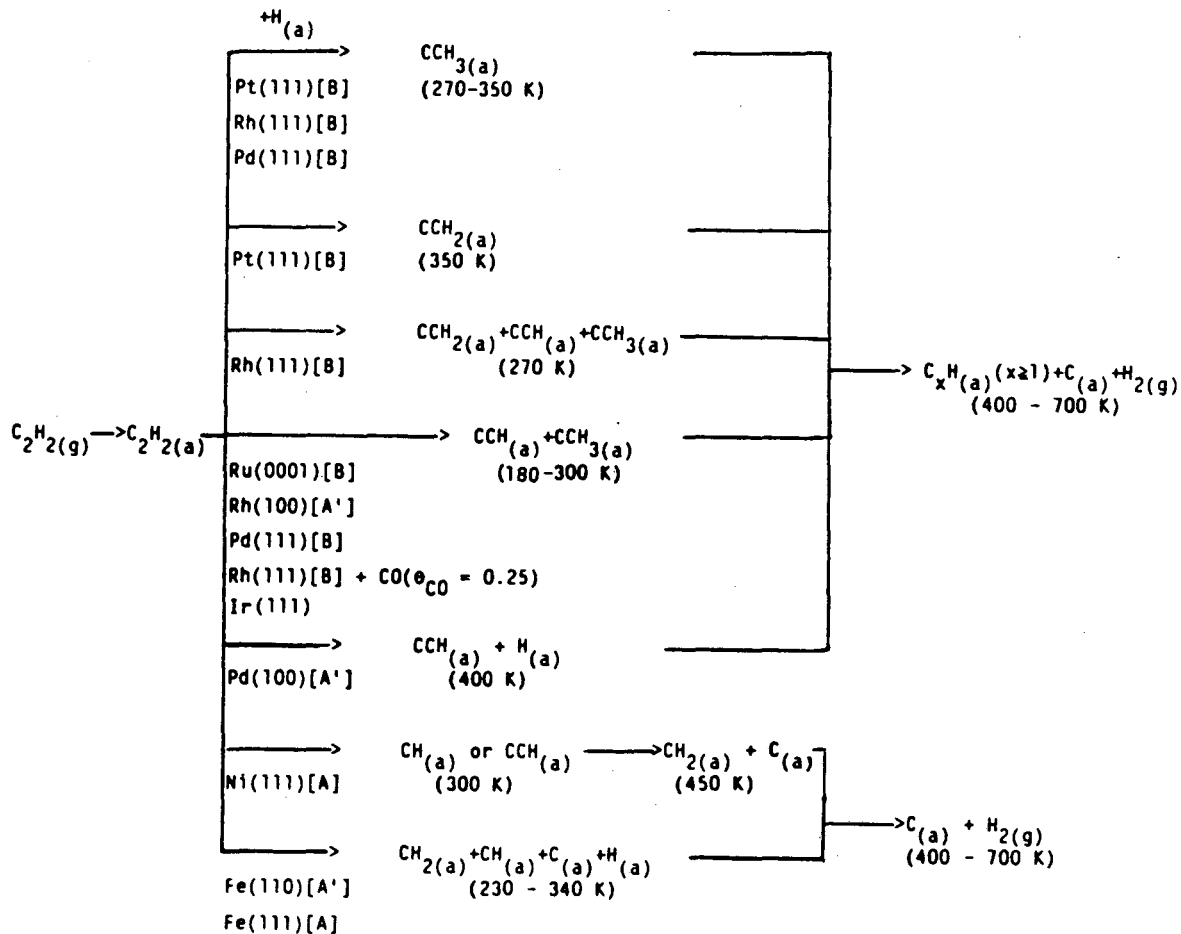 +H(a)
CCH3(a)
(270-350 K)
Pt(111)[B]
Rh(111)[B]
Pd(111)[B]
CCH2(a)
(350 K)
Pt(111)[B]
CCH2(a)+CCH(a)+CCH3(a)
(270 K)
Rh(111)[B]
CxH(a)(x≥1)+C(a)+H2(g)
(400 - 700 K)
C2H2(g)→C2H2(a)
CCH(a)+CCH3(a)
(180-300 K)
Ru(0001)[B]
Rh(100)[A']
Pd(111)[B]
Rh(111)[B] + CO(θCO = 0.25)
Ir(111)
CCH(a) + H(a)
(400 K)
Pd(100)[A']
CH(a) or CCH(a) → CH2(a) + C(a)
(300 K) (450 K)
Ni(111)[A]
C(a) + H2(g)
(400 - 700 K)
CH2(a)+CH(a)+C(a)+H(a)
(230 - 340 K)
Fe(110)[A']
Fe(111)[A]